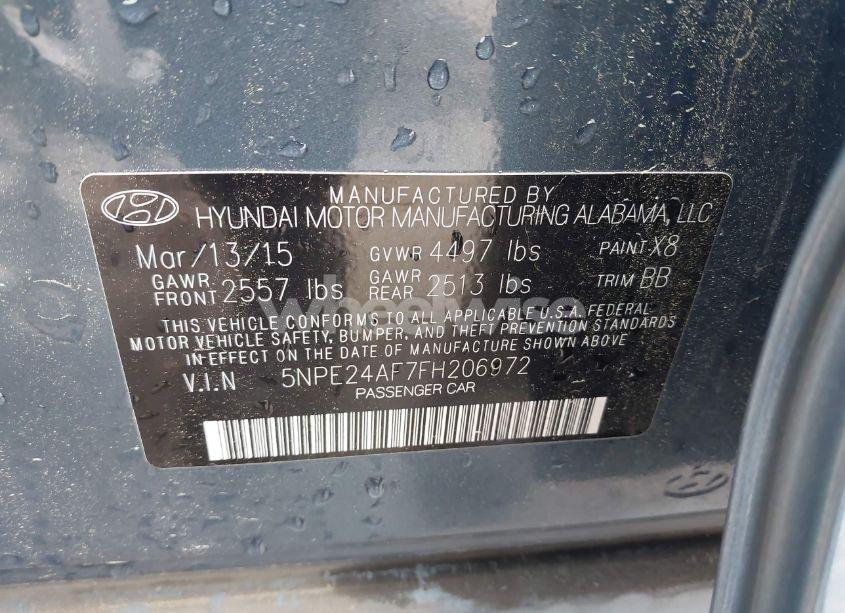 MANUFACTURED BY
HYUNDAI MOTOR MANUFACTURING ALABAMA, LLC
Mar/13/15 GVWR 4497 lbs PAINT X8
GAWR FRONT 2557 lbs GAWR REAR 2513 lbs TRIM BB
THIS VEHICLE CONFORMS TO ALL APPLICABLE U.S.A. FEDERAL
MOTOR VEHICLE SAFETY, BUMPER, AND THEFT PREVENTION STANDARDS
IN EFFECT ON THE DATE OF MANUFACTURE SHOWN ABOVE
V.I.N 5NPE24AF7FH206972
PASSENGER CAR